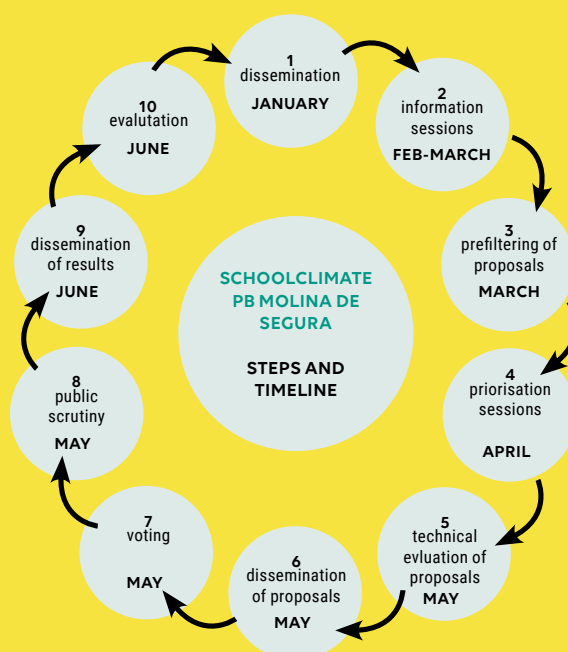 SCHOOLCLIMATE
PB MOLINA DE
SEGURA
STEPS AND
TIMELINE
1
dissemination
JANUARY
2
information
sessions
FEB-MARCH
3
prefiltering of
proposals
MARCH
4
priorisation
sessions
APRIL
5
technical
evluation of
proposals
MAY
6
dissemination
of proposals
MAY
7
voting
MAY
8
public
scrutiny
MAY
9
dissemination
of results
JUNE
10
evalutation
JUNE